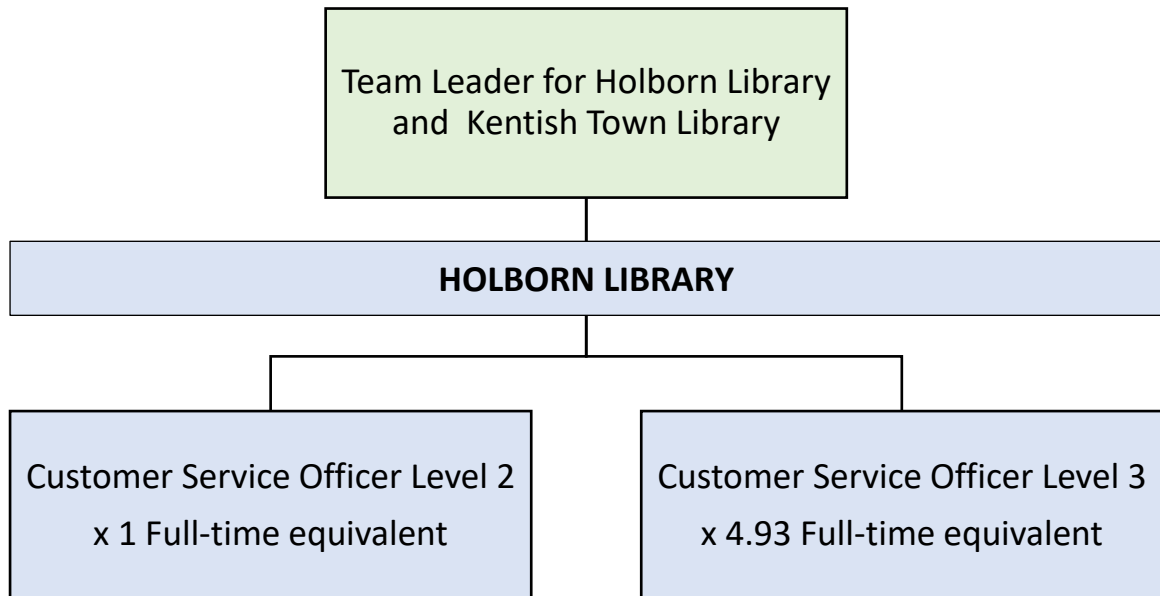 Team Leader for Holborn Library
and Kentish Town Library
HOLBORN LIBRARY
Customer Service Officer Level 2
x 1 Full-time equivalent
Customer Service Officer Level 3
x 4.93 Full-time equivalent